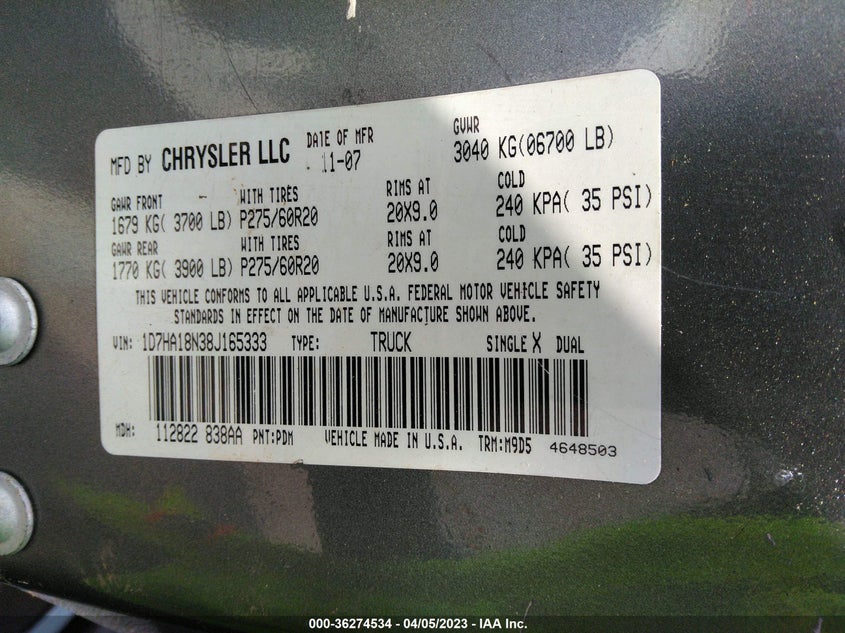 MFD BY CHRYSLER LLC DATE OF MFR 11-07 GVWR 3040 KG(06700 LB)
GAWR FRONT WITH TIRES RIMS AT COLD
1679 KG( 3700 LB) P275/60R20 20X9.0 240 KPA( 35 PSI)
GAWR REAR WITH TIRES RIMS AT COLD
1770 KG( 3900 LB) P275/60R20 20X9.0 240 KPA( 35 PSI)
THIS VEHICLE CONFORMS TO ALL APPLICABLE U.S.A. FEDERAL MOTOR VEHICLE SAFETY
STANDARDS IN EFFECT ON THE DATE OF MANUFACTURE SHOWN ABOVE.
VIN: 1D7HA18N38J165333 TYPE: TRUCK SINGLE X DUAL
MDH: 112822 838AA PNT:PDM VEHICLE MADE IN U.S.A. TRM:M9D5 4648503
000-36274534 - 04/05/2023 - IAA Inc.